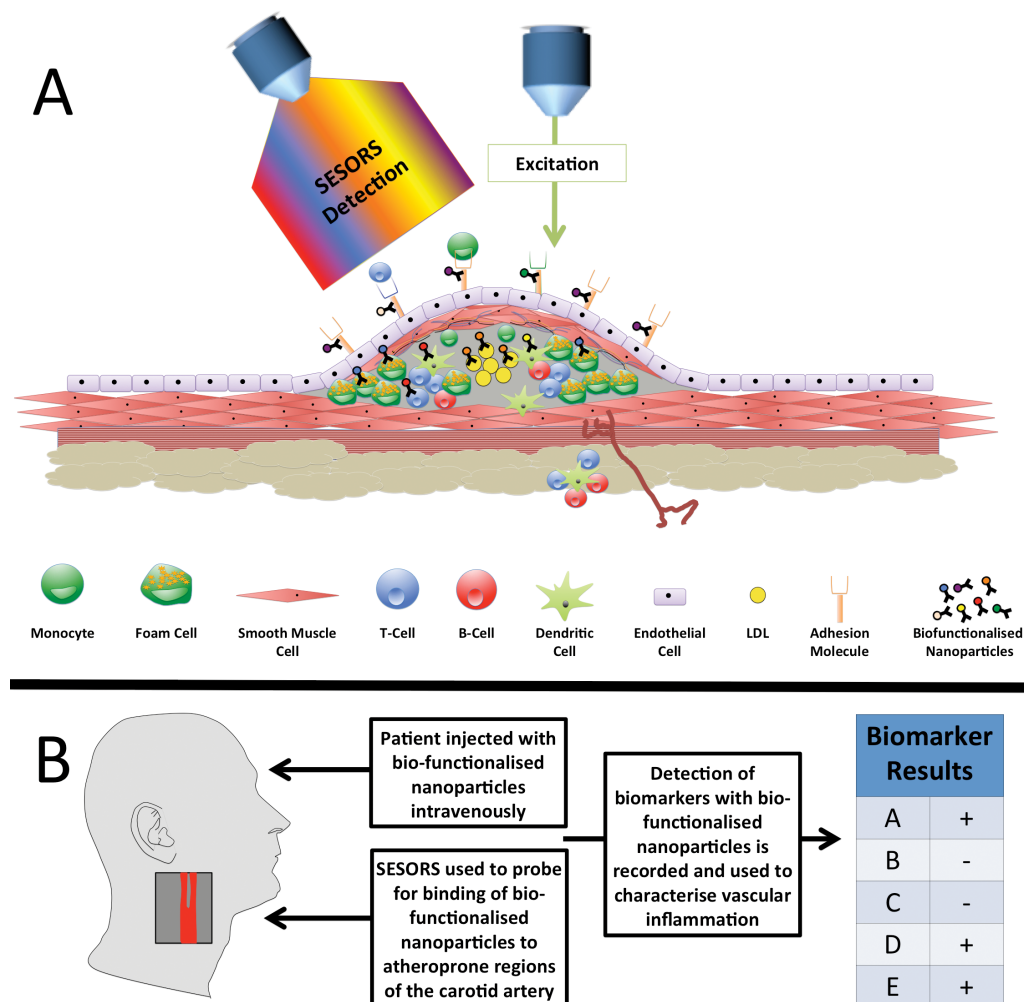 A
SESORS
Detection
Excitation
Monocyte
Foam Cell
Smooth Muscle
Cell
T-Cell
B-Cell
Dendritic
Cell
Endothelial
Cell
LDL
Adhesion
Molecule
Biofunctionalised
Nanoparticles
B
Patient injected with
bio-functionalised
nanoparticles
intravenously
SESORS used to probe
for binding of bio-
functionalised
nanoparticles to
atheroprone regions
of the carotid artery
Detection of
biomarkers with bio-
functionalised
nanoparticles is
recorded and used to
characterise vascular
inflammation
Biomarker
Results
A +
B -
C -
D +
E +